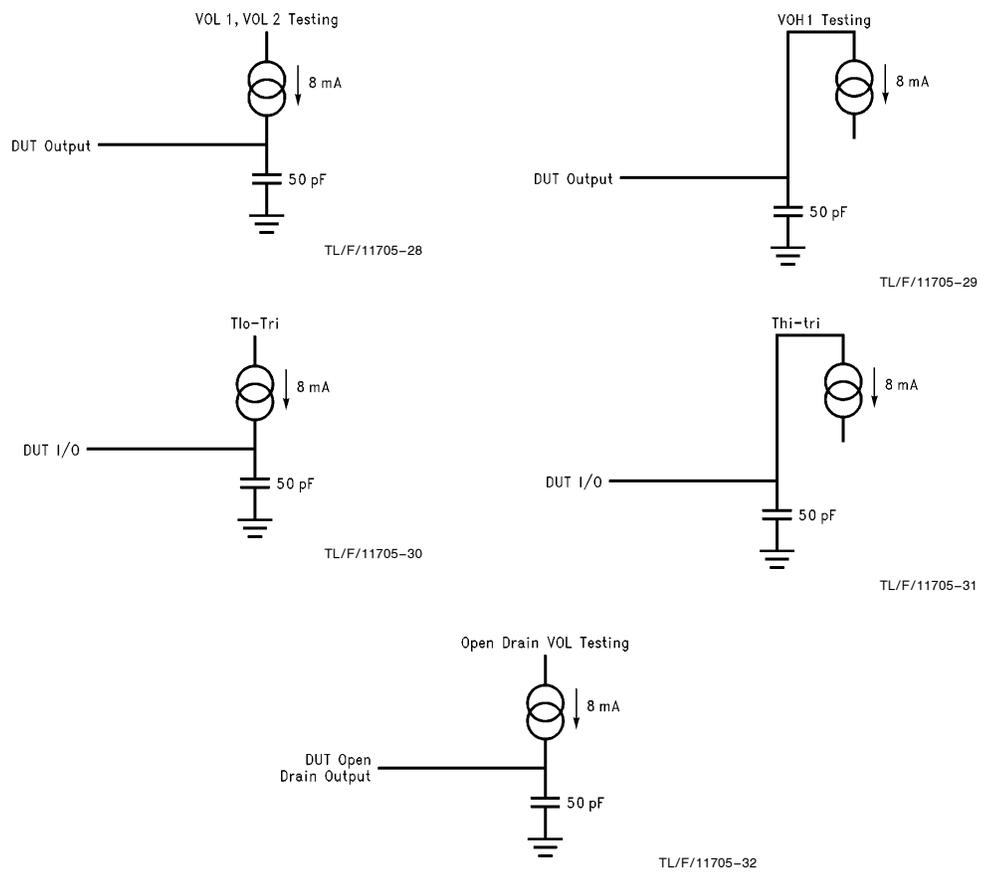 VOL 1, VOL 2 Testing
8 mA
DUT Output
50 pF
TL/F/11705-28
VOH1 Testing
8 mA
DUT Output
50 pF
TL/F/11705-29
Tlo-Tri
8 mA
DUT I/O
50 pF
TL/F/11705-30
Thi-tri
8 mA
DUT I/O
50 pF
TL/F/11705-31
Open Drain VOL Testing
8 mA
DUT Open
Drain Output
50 pF
TL/F/11705-32